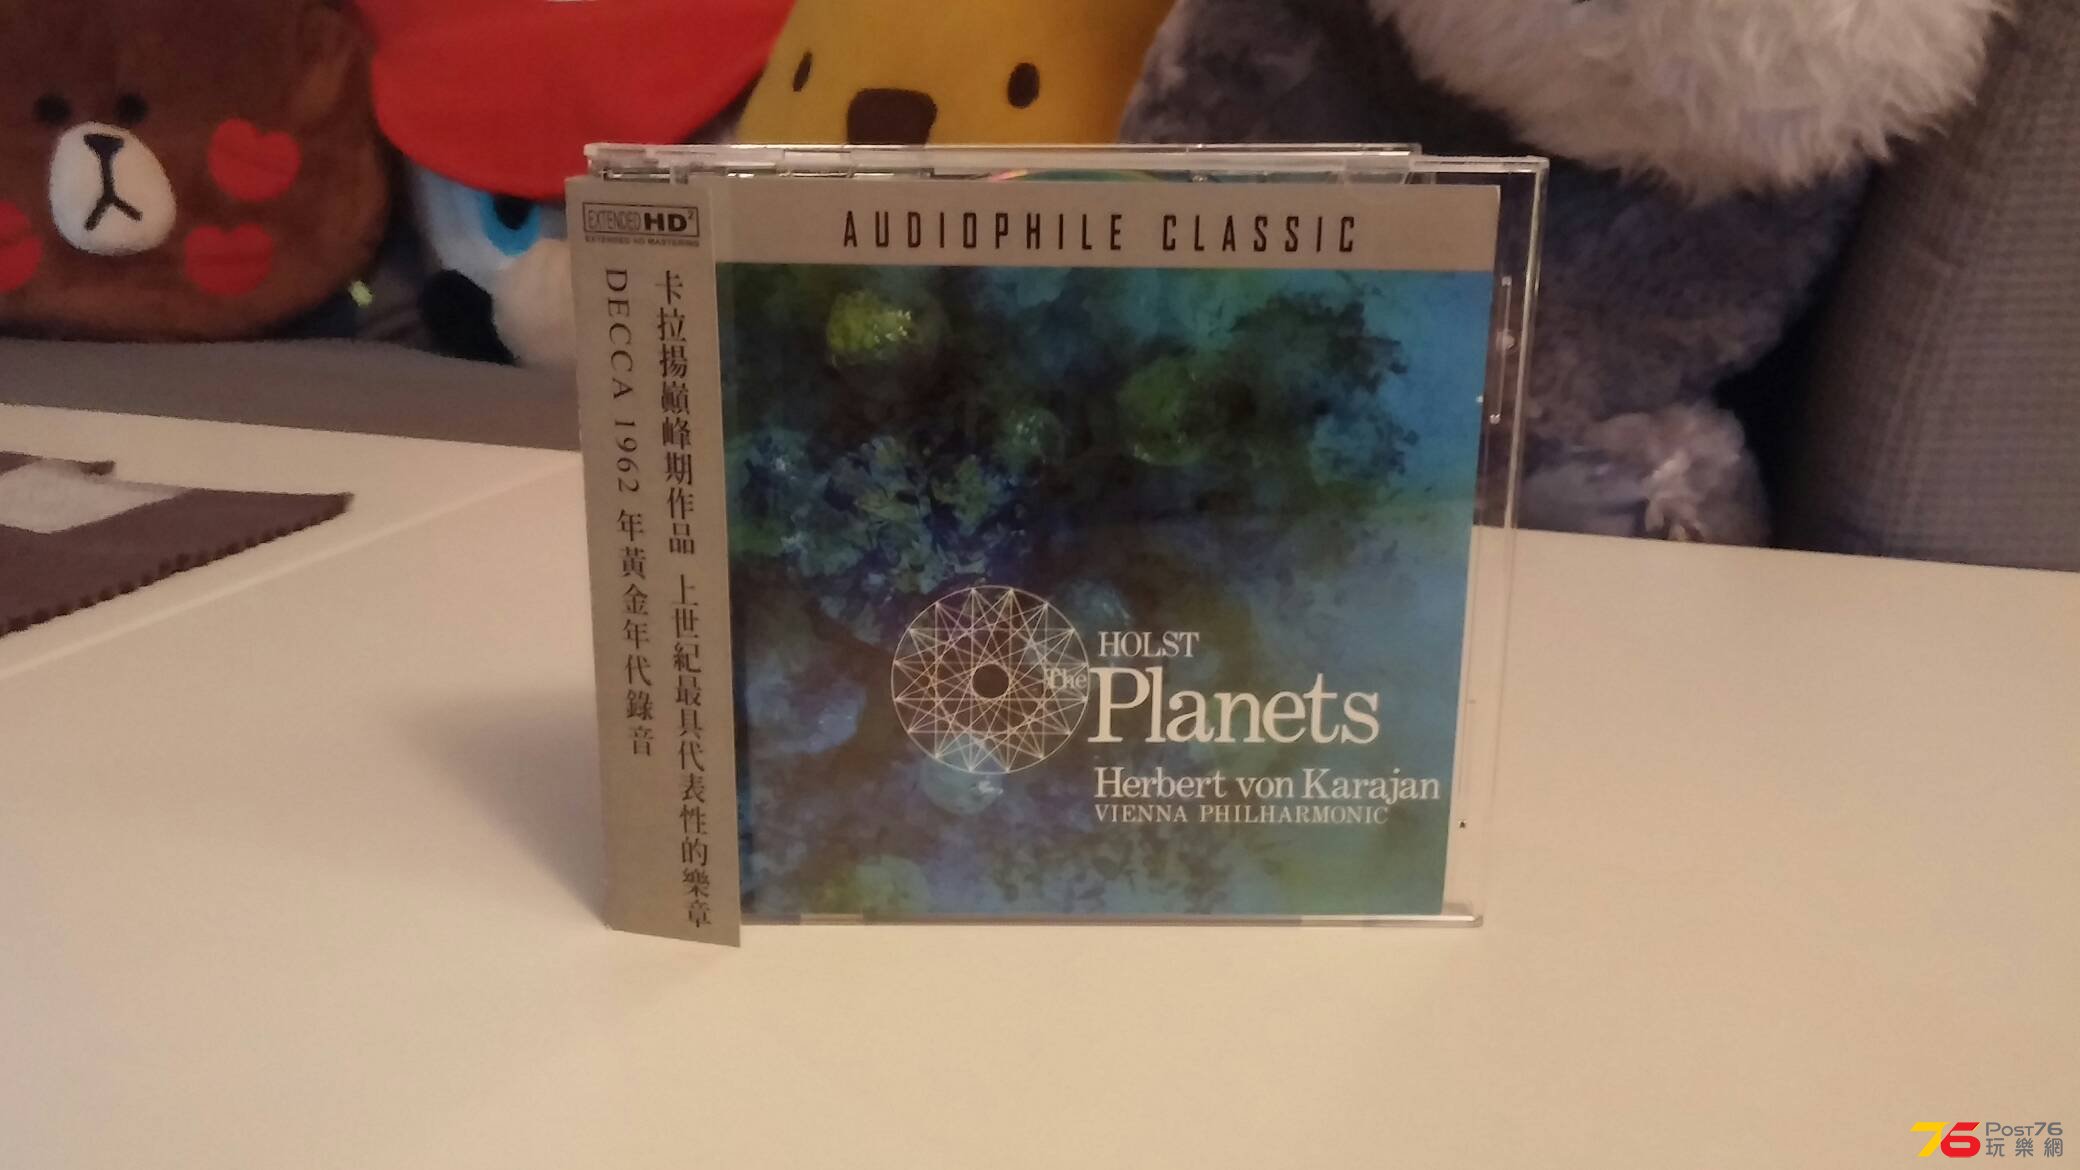 EXTENDED HD²
EXTENDED HD MASTERING
卡拉揚巔峰期作品 上世紀最具代表性的樂章
DECCA 1962 年黃金年代錄音
AUDIOPHILE CLASSIC
HOLST
The Planets
Herbert von Karajan
VIENNA PHILHARMONIC
76 POST76
玩樂網